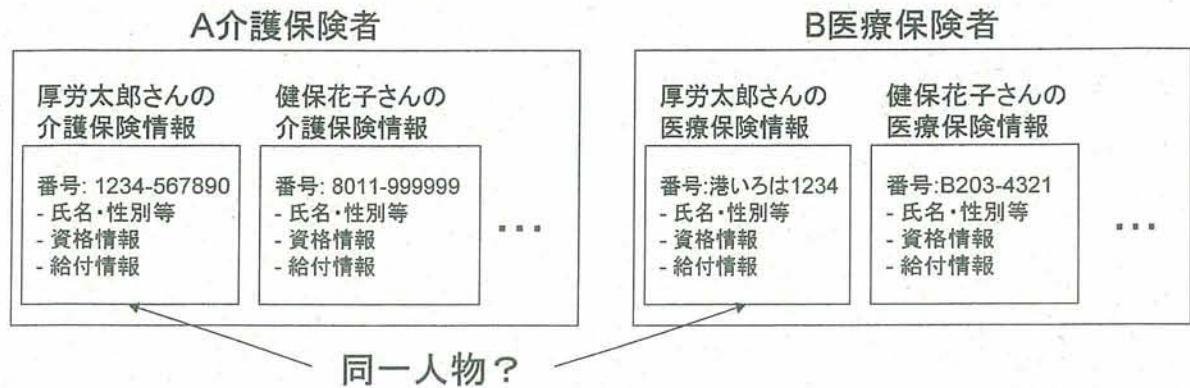 A介護保険者
厚労太郎さんの
介護保険情報
番号: 1234-567890
- 氏名・性別等
- 資格情報
- 給付情報
健保花子さんの
介護保険情報
番号: 8011-999999
- 氏名・性別等
- 資格情報
- 給付情報
…
B医療保険者
厚労太郎さんの
医療保険情報
番号:港いろは1234
- 氏名・性別等
- 資格情報
- 給付情報
健保花子さんの
医療保険情報
番号:B203-4321
- 氏名・性別等
- 資格情報
- 給付情報
…
同一人物？